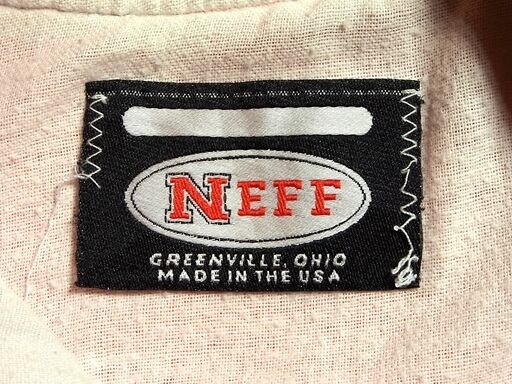 NEFF
GREENVILLE, OHIO
MADE IN THE USA